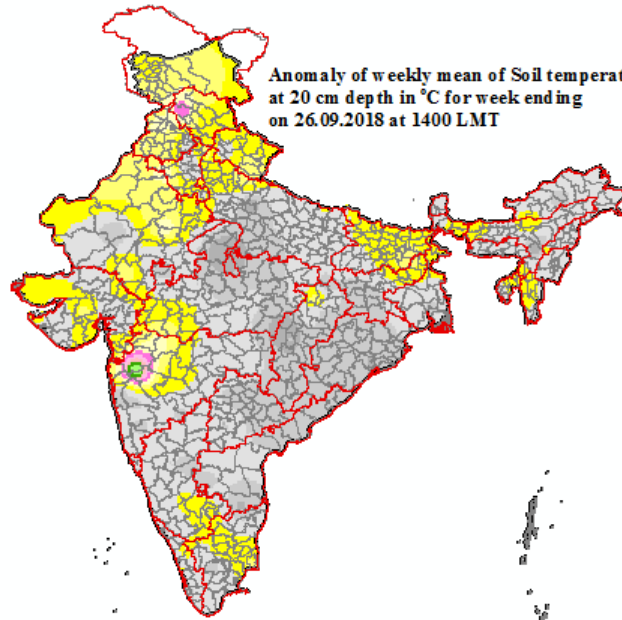 Anomaly of weekly mean of Soil temperat
at 20 cm depth in °C for week ending
on 26.09.2018 at 1400 LMT